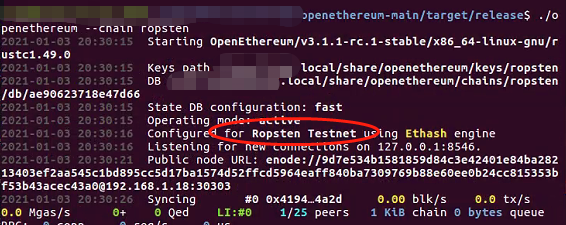 openethereum-main/target/release$ ./o
penethereum --chain ropsten
2021-01-03 20:30:15 Starting OpenEthereum/v3.1.1-rc.1-stable/x86_64-linux-gnu/r
ustc1.49.0
2021-01-03 20:30:15 Keys path .local/share/openethereum/keys/ropsten
2021-01-03 20:30:15 DB .local/share/openethereum/chains/ropsten
/db/ae90623718e47d66
2021-01-03 20:30:15 State DB configuration: fast
2021-01-03 20:30:15 Operating mode: active
2021-01-03 20:30:16 Configured for Ropsten Testnet using Ethash engine
2021-01-03 20:30:16 Listening for new connections on 127.0.0.1:8546.
2021-01-03 20:30:21 Public node URL: enode://9d7e534b1581859d84c3e42401e84ba282
13403ef2aa545c1bd895cc5d17ba1574d52ffcd5964eaff840ba7309769b88e60ee0b24cc815353b
f53b43acec43a0@192.168.1.18:30303
2021-01-03 20:30:26 Syncing #0 0x4194…4a2d 0.00 blk/s 0.0 tx/s
0.0 Mgas/s 0+ 0 Qed LI:#0 1/25 peers 1 KiB chain 0 bytes queue